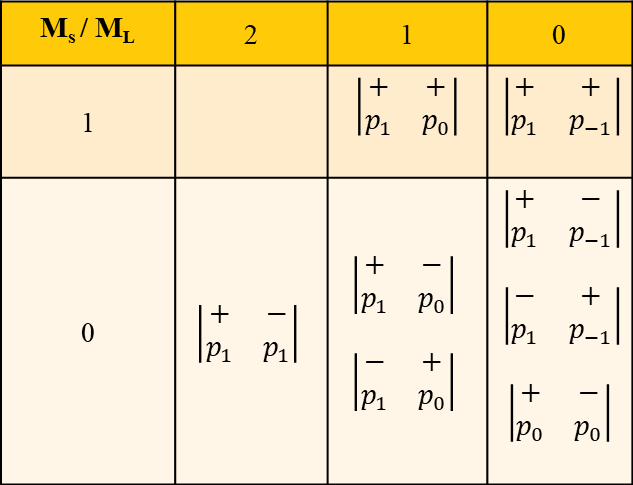 Ms / ML 2 1 0
1
|+ +|
|p1 p0|
|+ +|
|p1 p−1|
0
|+ −|
|p1 p1|
|+ −|
|p1 p0|
|− +|
|p1 p0|
|+ −|
|p1 p−1|
|− +|
|p1 p−1|
|+ −|
|p0 p0|